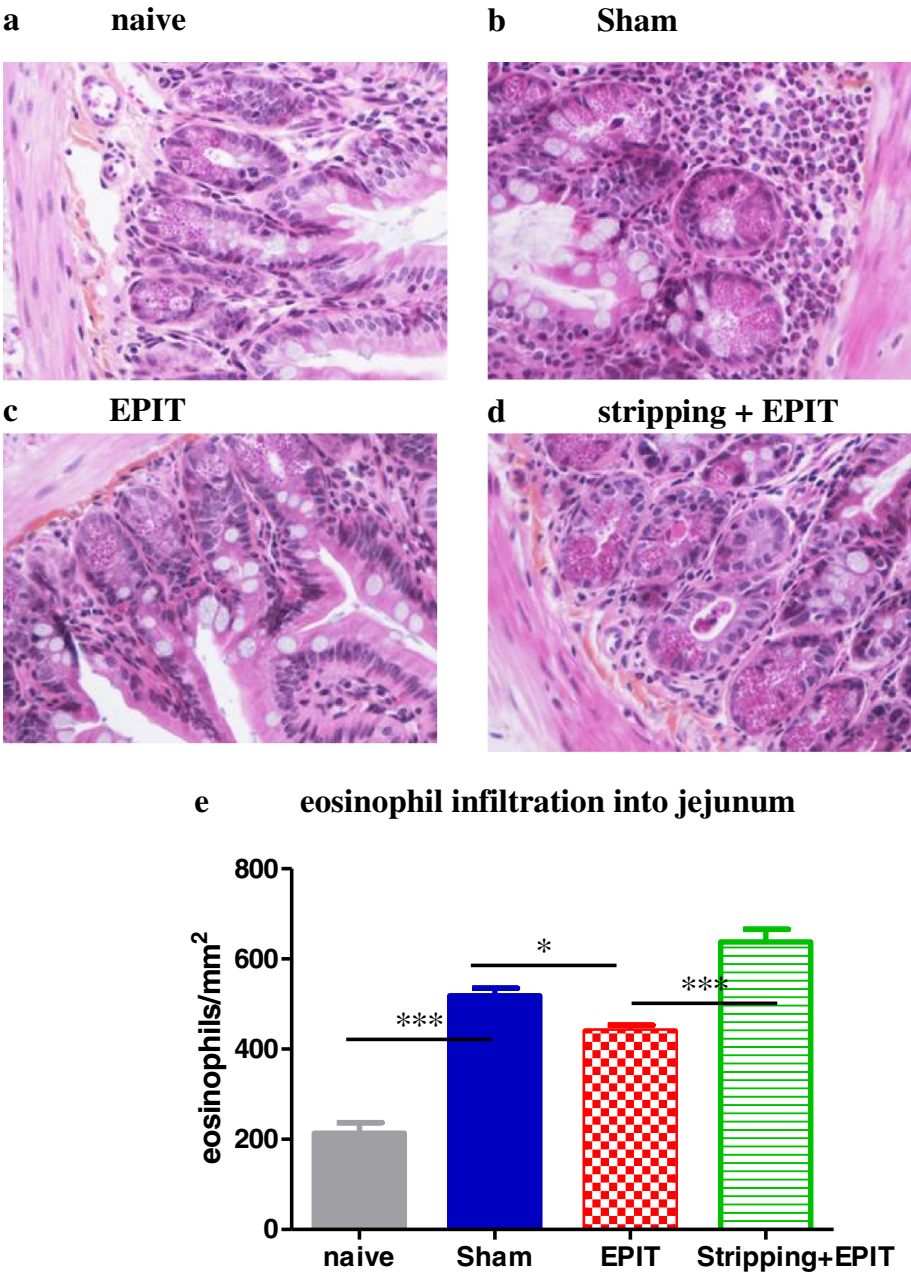 a naive
b Sham
c EPIT
d stripping + EPIT
e eosinophil infiltration into jejunum
eosinophils/mm²
800
600
400
200
0
***
*
***
naive Sham EPIT Stripping+EPIT